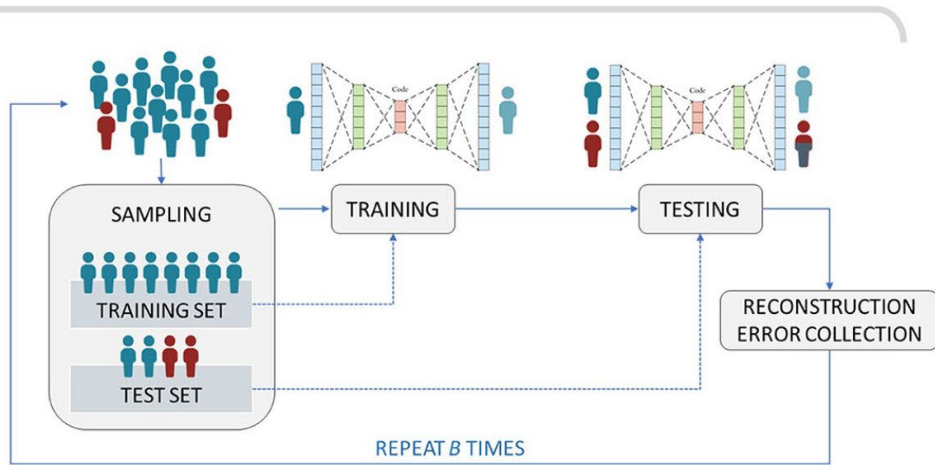 Code
Code
SAMPLING
TRAINING
TESTING
TRAINING SET
RECONSTRUCTION
ERROR COLLECTION
TEST SET
REPEAT B TIMES